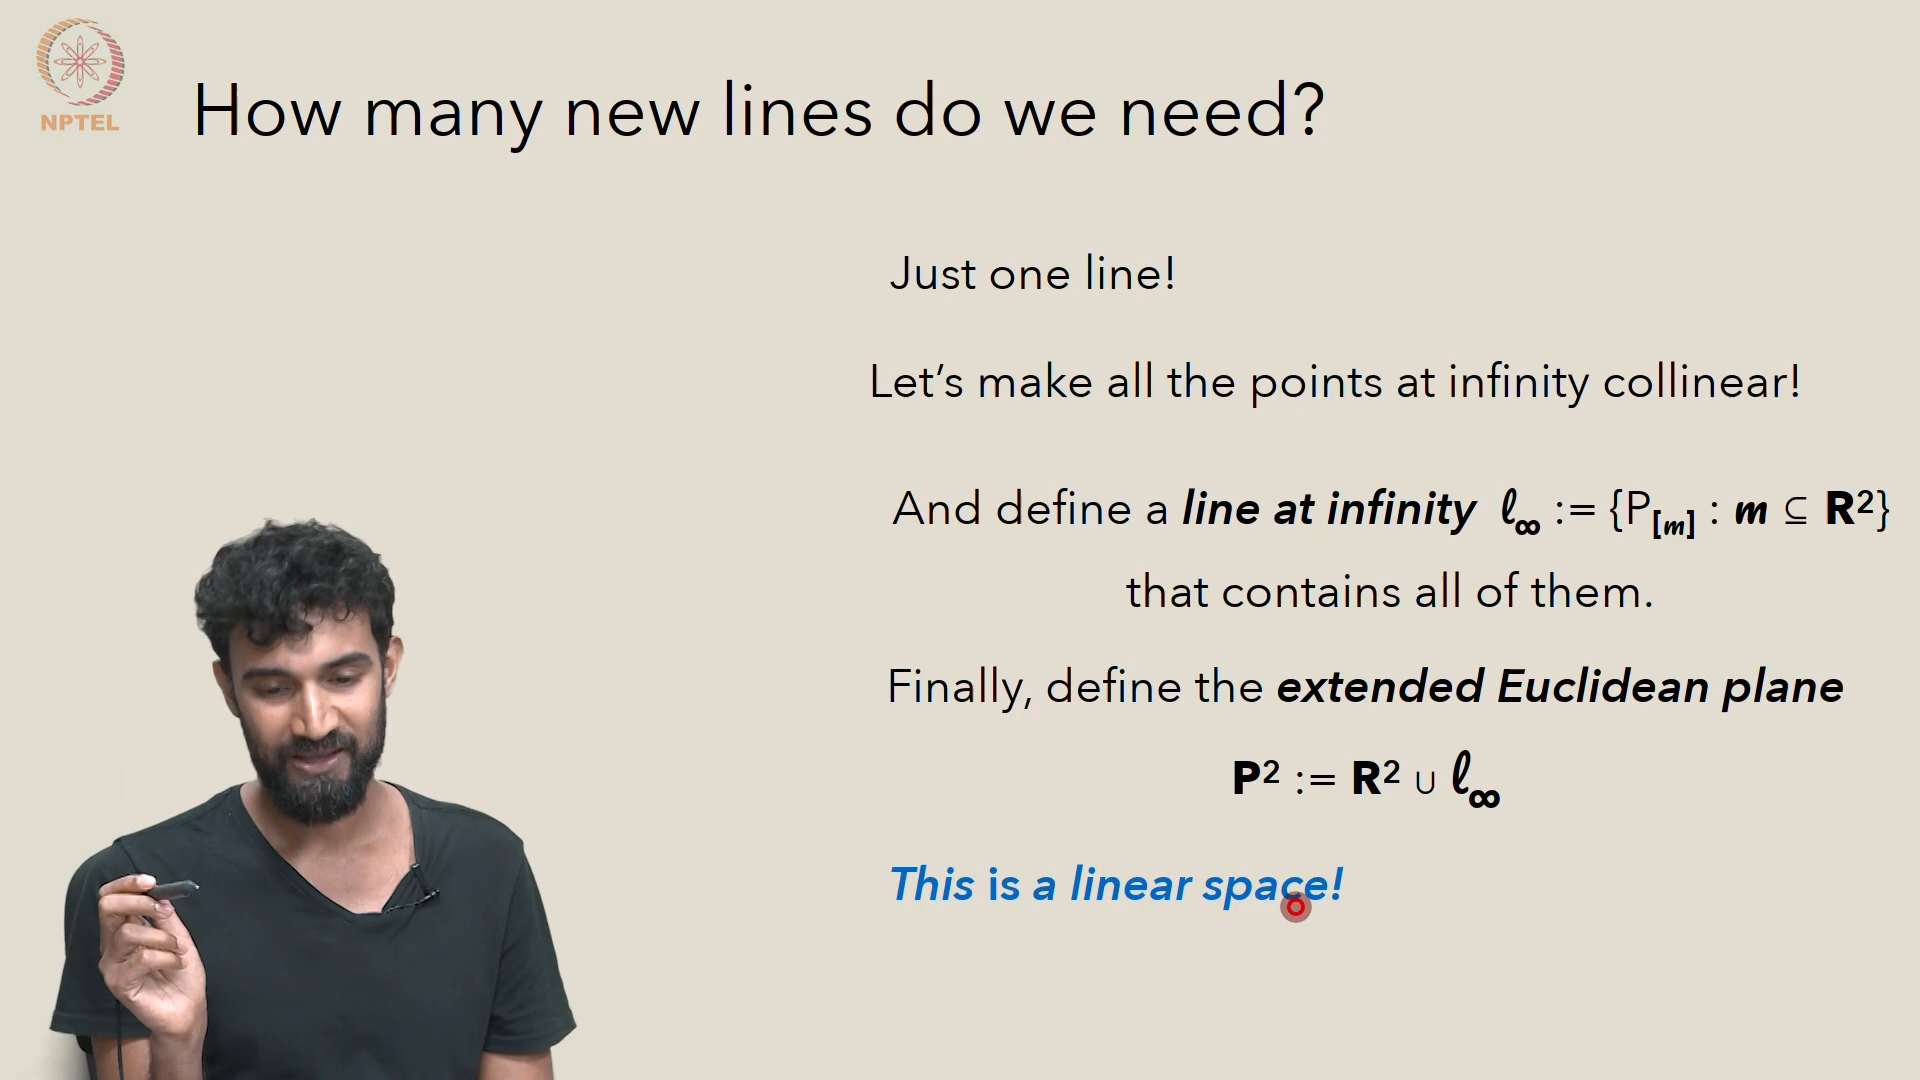 NPTEL
How many new lines do we need?
Just one line!
Let's make all the points at infinity collinear!
And define a line at infinity ℓ∞ := {P[m] : m ⊆ R²}
that contains all of them.
Finally, define the extended Euclidean plane
P² := R² ∪ ℓ∞
This is a linear space!